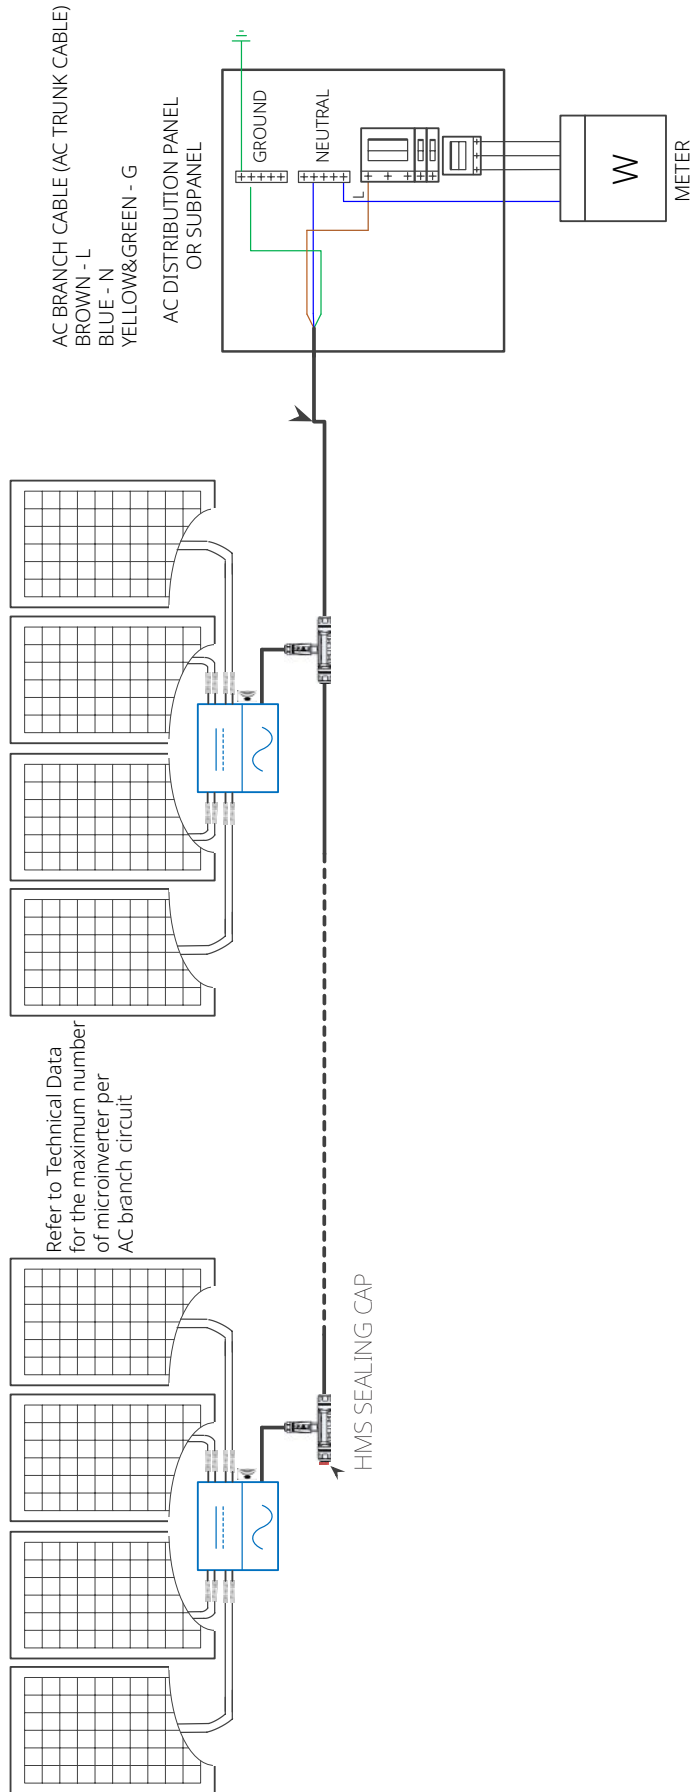 Refer to Technical Data
for the maximum number
of microinverter per
AC branch circuit
HMS SEALING CAP
AC BRANCH CABLE (AC TRUNK CABLE)
BROWN - L
BLUE - N
YELLOW&GREEN - G
AC DISTRIBUTION PANEL
OR SUBPANEL
GROUND
NEUTRAL
L
W
METER